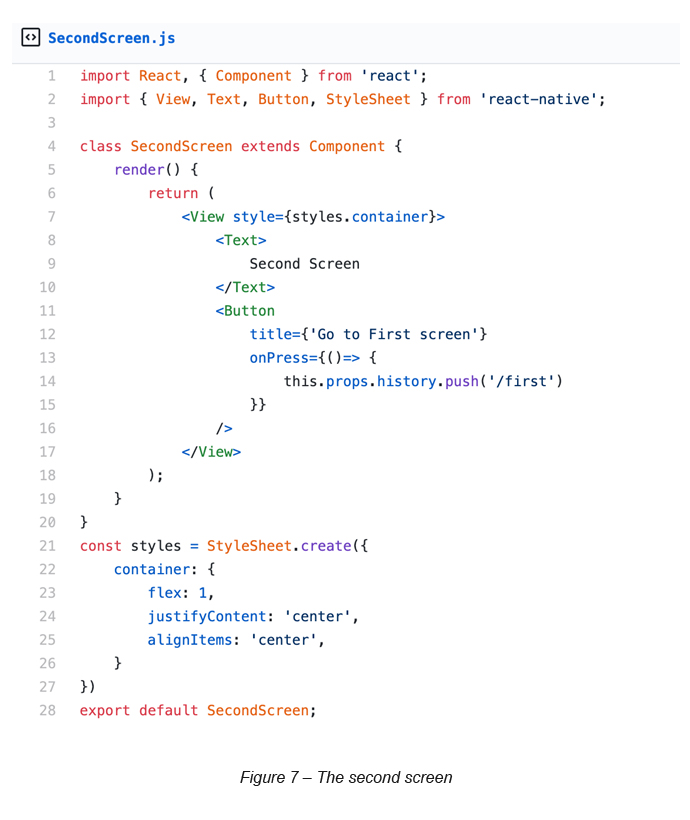 SecondScreen.js
1 import React, { Component } from 'react';
2 import { View, Text, Button, StyleSheet } from 'react-native';
3
4 class SecondScreen extends Component {
5     render() {
6         return (
7             <View style={styles.container}>
8                 <Text>
9                     Second Screen
10                 </Text>
11                 <Button
12                     title={'Go to First screen'}
13                     onPress={()=> {
14                         this.props.history.push('/first')
15                     }}
16                 />
17             </View>
18         );
19     }
20 }
21 const styles = StyleSheet.create({
22     container: {
23         flex: 1,
24         justifyContent: 'center',
25         alignItems: 'center',
26     }
27 })
28 export default SecondScreen;
Figure 7 – The second screen